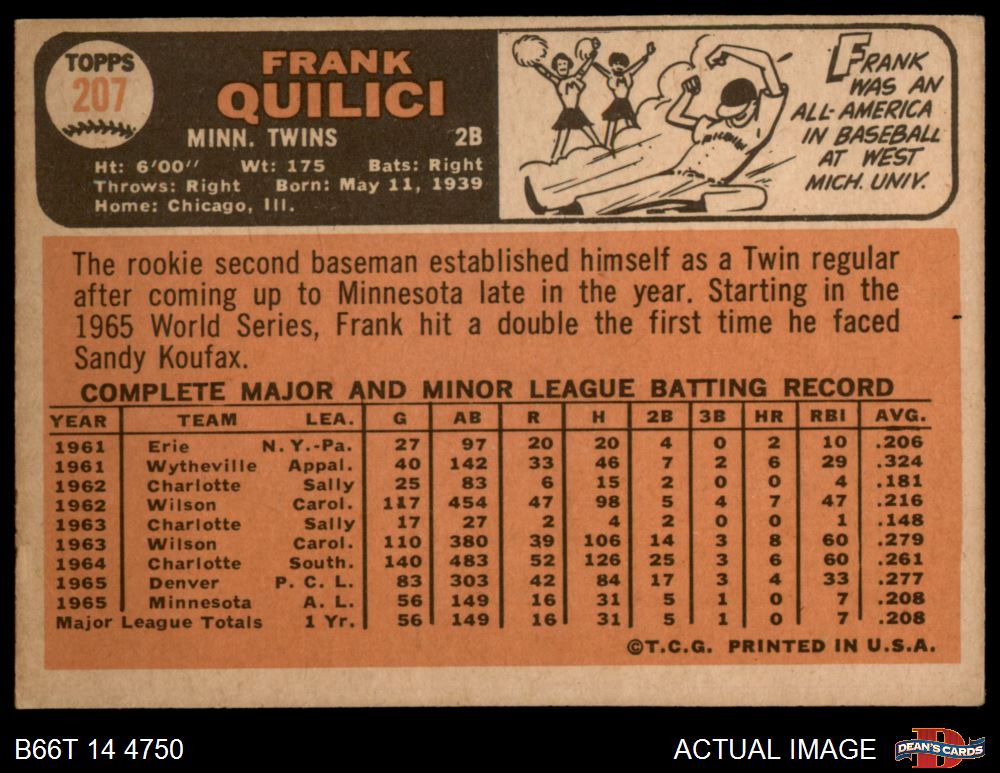 TOPPS
207
FRANK
QUILICI
MINN. TWINS 2B
Ht: 6'00" Wt: 175 Bats: Right
Throws: Right Born: May 11, 1939
Home: Chicago, Ill.
FRANK
WAS AN
ALL-AMERICA
IN BASEBALL
AT WEST
MICH. UNIV.
M
M
The rookie second baseman established himself as a Twin regular
after coming up to Minnesota late in the year. Starting in the
1965 World Series, Frank hit a double the first time he faced
Sandy Koufax.
COMPLETE MAJOR AND MINOR LEAGUE BATTING RECORD
YEAR TEAM LEA. G AB R H 2B 3B HR RBI AVG.
1961 Erie N.Y.-Pa. 27 97 20 20 4 0 2 10 .206
1961 Wytheville Appal. 40 142 33 46 7 2 6 29 .324
1962 Charlotte Sally 25 83 6 15 2 0 0 4 .181
1962 Wilson Carol. 117 454 47 98 5 4 7 47 .216
1963 Charlotte Sally 17 27 2 4 2 0 0 1 .148
1963 Wilson Carol. 110 380 39 106 14 3 8 60 .279
1964 Charlotte South. 140 483 52 126 25 3 6 60 .261
1965 Denver P.C.L. 83 303 42 84 17 3 4 33 .277
1965 Minnesota A.L. 56 149 16 31 5 1 0 7 .208
Major League Totals 1 Yr. 56 149 16 31 5 1 0 7 .208
©T.C.G. PRINTED IN U.S.A.
B66T 14 4750
ACTUAL IMAGE
DEAN'S CARDS